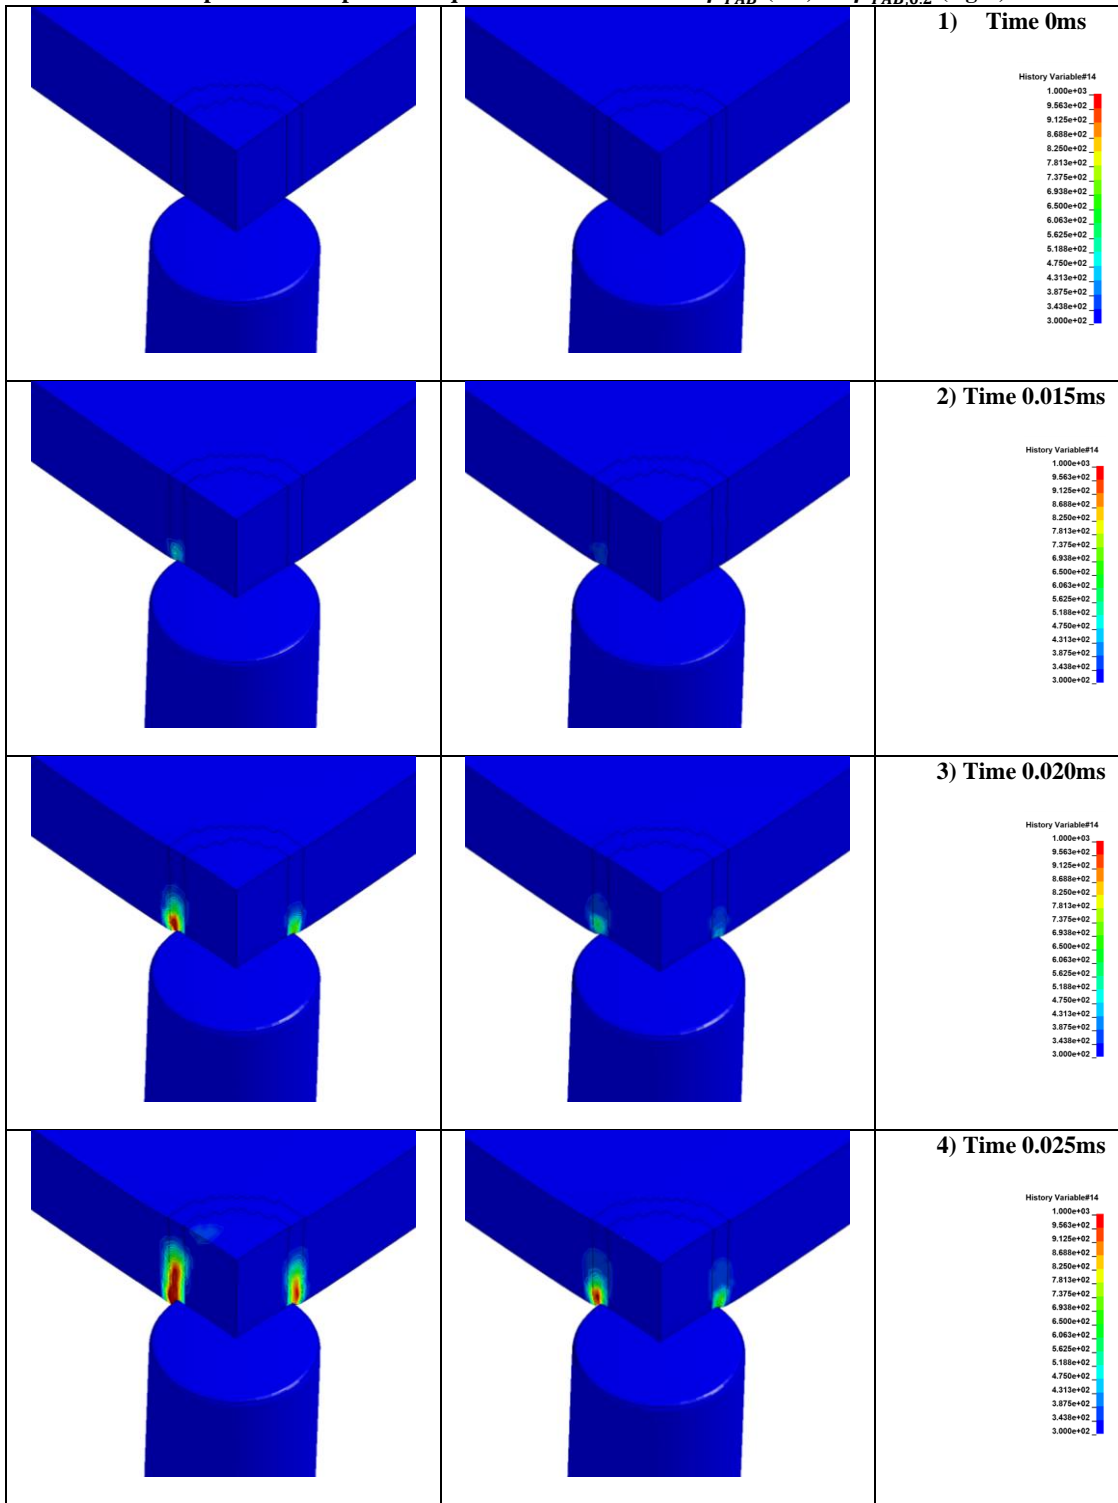 1) Time 0ms
History Variable#14
1.000e+03
9.563e+02
9.125e+02
8.688e+02
8.250e+02
7.813e+02
7.375e+02
6.938e+02
6.500e+02
6.063e+02
5.625e+02
5.188e+02
4.750e+02
4.313e+02
3.875e+02
3.438e+02
3.000e+02
2) Time 0.015ms
History Variable#14
1.000e+03
9.563e+02
9.125e+02
8.688e+02
8.250e+02
7.813e+02
7.375e+02
6.938e+02
6.500e+02
6.063e+02
5.625e+02
5.188e+02
4.750e+02
4.313e+02
3.875e+02
3.438e+02
3.000e+02
3) Time 0.020ms
History Variable#14
1.000e+03
9.563e+02
9.125e+02
8.688e+02
8.250e+02
7.813e+02
7.375e+02
6.938e+02
6.500e+02
6.063e+02
5.625e+02
5.188e+02
4.750e+02
4.313e+02
3.875e+02
3.438e+02
3.000e+02
4) Time 0.025ms
History Variable#14
1.000e+03
9.563e+02
9.125e+02
8.688e+02
8.250e+02
7.813e+02
7.375e+02
6.938e+02
6.500e+02
6.063e+02
5.625e+02
5.188e+02
4.750e+02
4.313e+02
3.875e+02
3.438e+02
3.000e+02